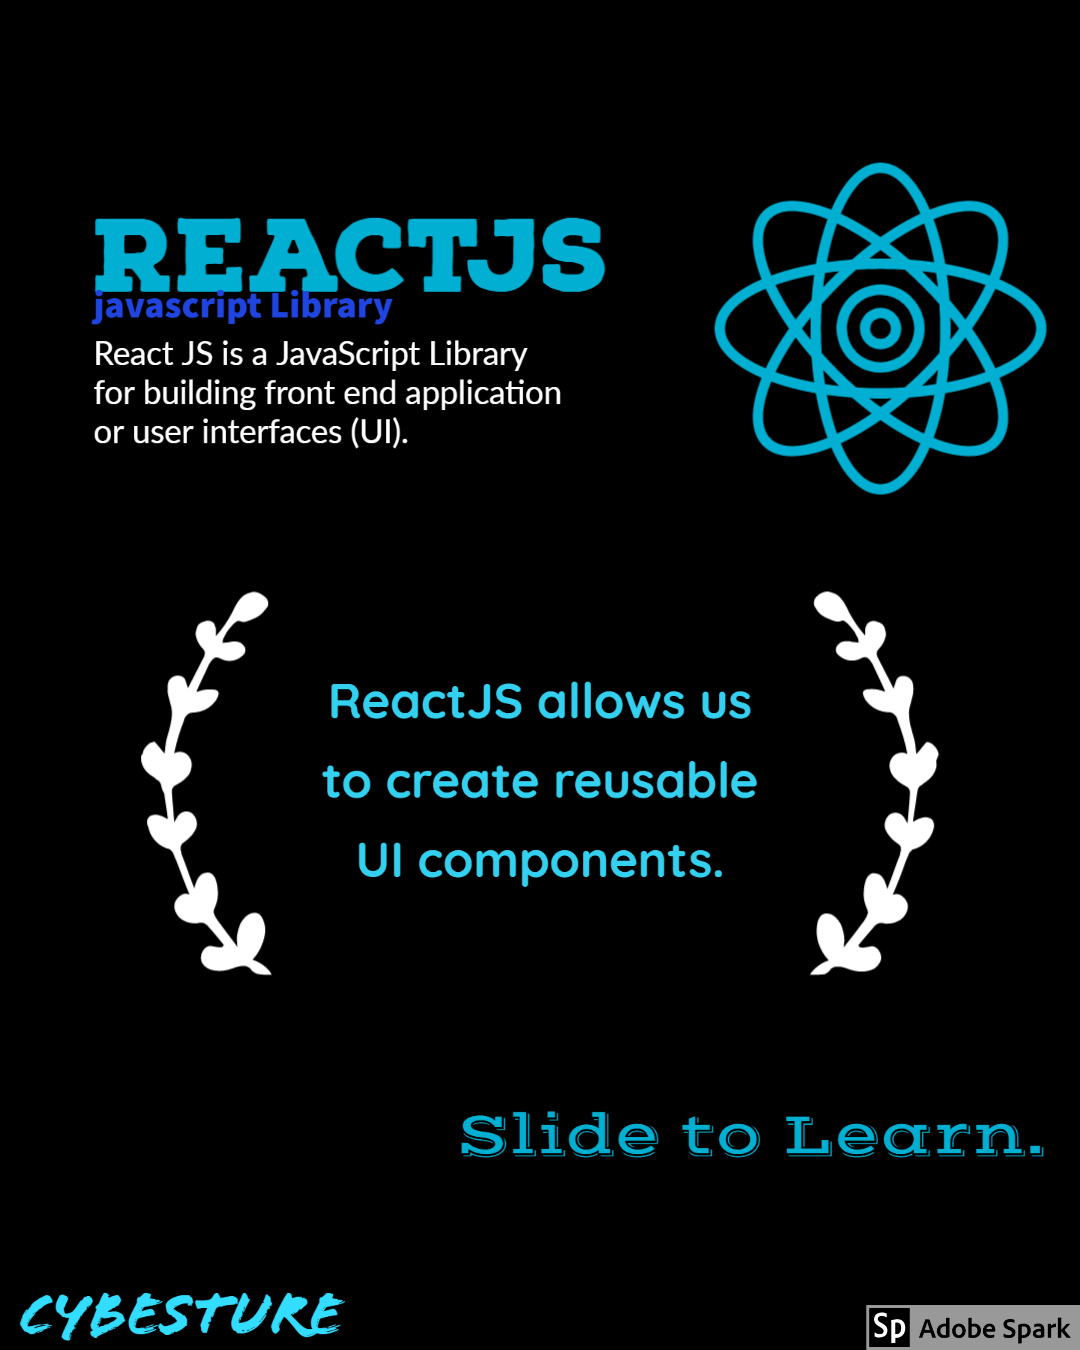 REACTJS
javascript Library
React JS is a JavaScript Library
for building front end application
or user interfaces (UI).
ReactJS allows us
to create reusable
UI components.
Slide to Learn.
CYBESTURE
Sp Adobe Spark